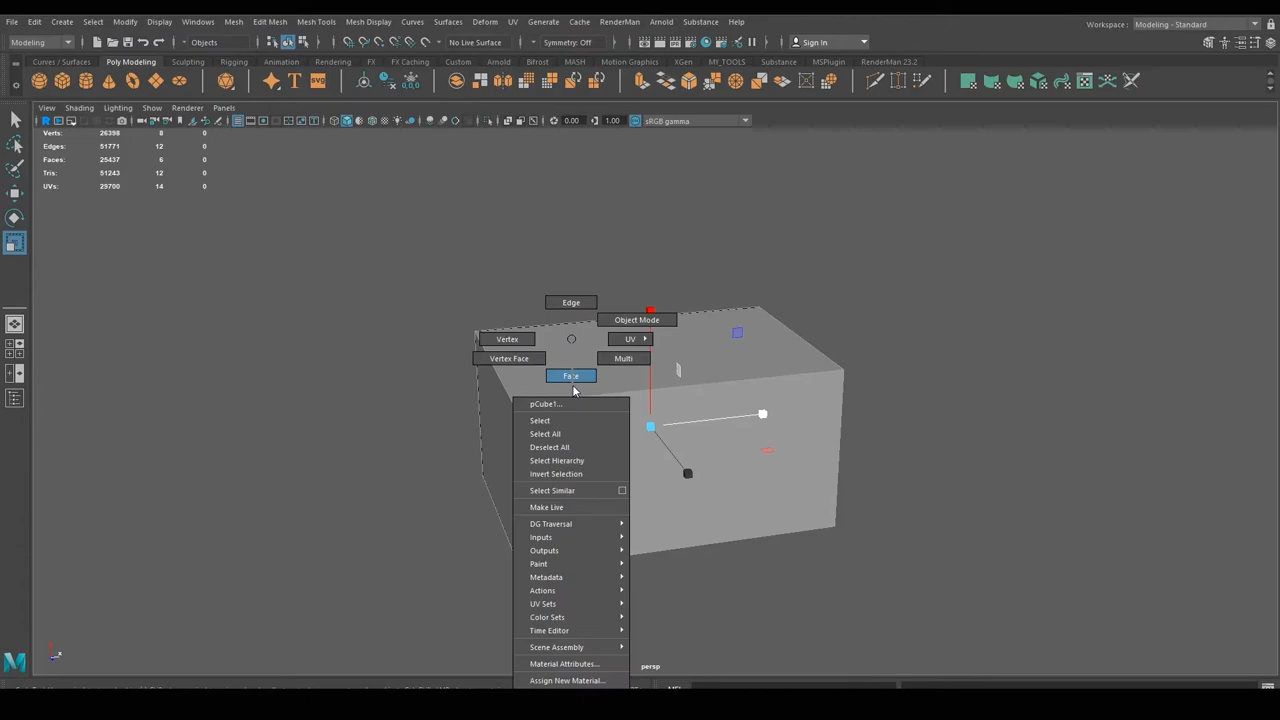 File Edit Create Select Modify Display Windows Mesh Edit Mesh Mesh Tools Mesh Display Curves Surfaces Deform UV Generate Cache RenderMan Arnold Substance Help
Workspace : Modeling - Standard
Modeling Objects No Live Surface Symmetry: Off Sign In
Curves / Surfaces Poly Modeling Sculpting Rigging Animation Rendering FX FX Caching Custom Arnold Bifrost MASH Motion Graphics XGen MY_TOOLS Substance MSPlugin RenderMan 23.2
SVG
0,0,0
View Shading Lighting Show Renderer Panels
0.00 1.00 sRGB gamma
Verts: 26398 8 0
Edges: 51771 12 0
Faces: 25437 6 0
Tris: 51243 12 0
UVs: 29700 14 0
Edge
Object Mode
Vertex UV
Vertex Face Multi
Face
pCube1...
Select
Select All
Deselect All
Select Hierarchy
Invert Selection
Select Similar
Make Live
DG Traversal
Inputs
Outputs
Paint
Metadata
Actions
UV Sets
Color Sets
Time Editor
Scene Assembly
Material Attributes...
Assign New Material...
persp